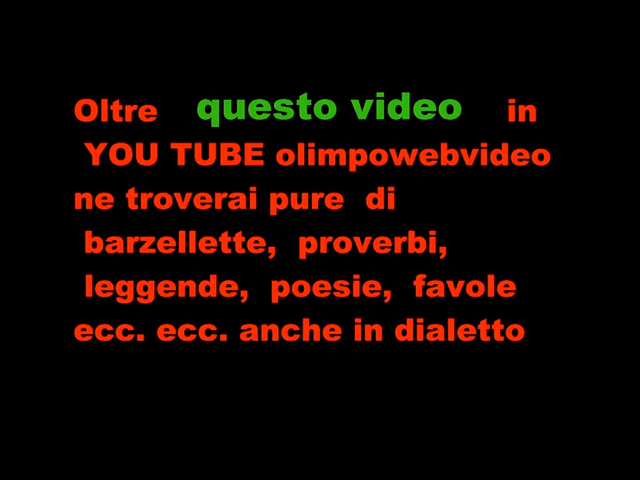 Oltre questo video in
YOU TUBE olimpowebvideo
ne troverai pure di
barzellette, proverbi,
leggende, poesie, favole
ecc. ecc. anche in dialetto